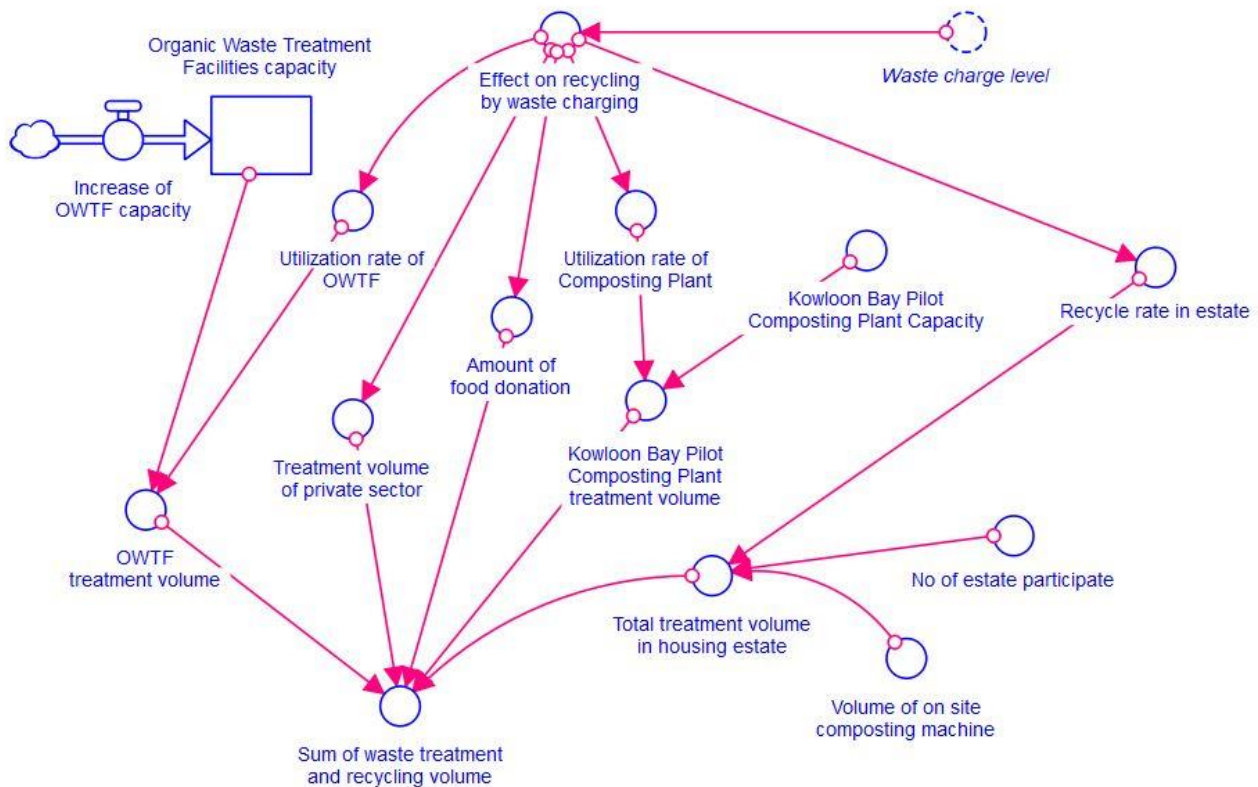 Organic Waste Treatment
Facilities capacity
Effect on recycling
by waste charging
Waste charge level
Increase of
OWTF capacity
Utilization rate of
OWTF
Utilization rate of
Composting Plant
Kowloon Bay Pilot
Composting Plant Capacity
Recycle rate in estate
Amount of
food donation
Treatment volume
of private sector
Kowloon Bay Pilot
Composting Plant
treatment volume
OWTF
treatment volume
No of estate participate
Total treatment volume
in housing estate
Volume of on site
composting machine
Sum of waste treatment
and recycling volume